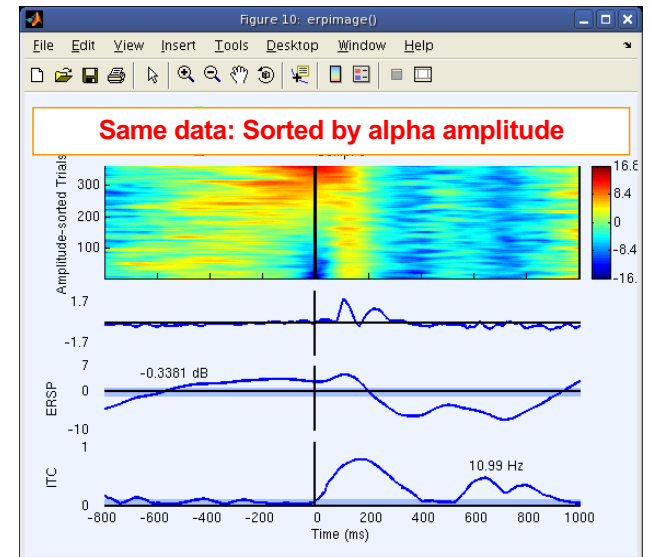 Figure 10: erpimage()
File Edit View Insert Tools Desktop Window Help
Same data: Sorted by alpha amplitude
Amplitude-sorted Trials
300
200
100
16.6
8.4
0
-8.4
-16.
1.7
-1.7
ERSP
7
0
-10
-0.3381 dB
ITC
1
0
10.99 Hz
-800 -600 -400 -200 0 200 400 600 800 1000
Time (ms)